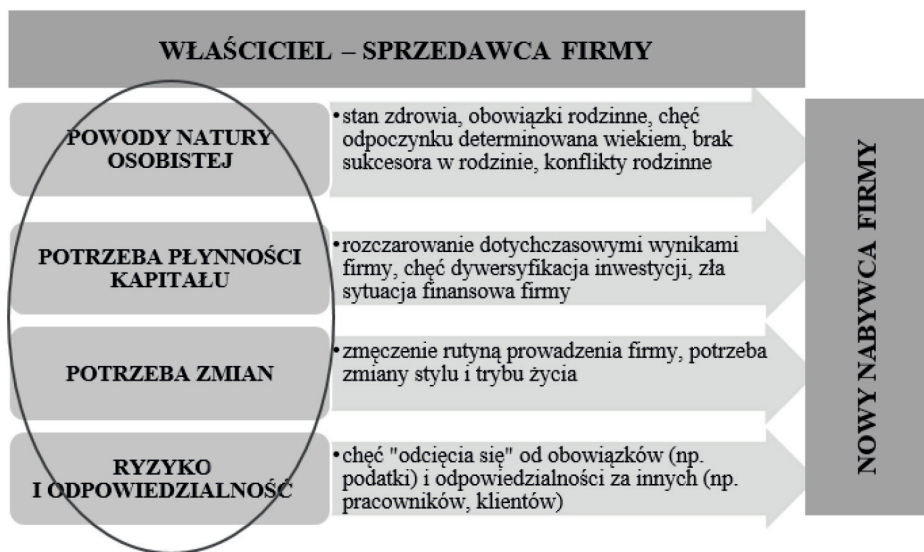 WŁAŚCICIEL – SPRZEDAWCA FIRMY
POWODY NATURY
OSOBISTEJ
•stan zdrowia, obowiązki rodzinne, chęć
odpoczynku determinowana wiekiem, brak
sukcesora w rodzinie, konflikty rodzinne
POTRZEBA PŁYNNOŚCI
KAPITAŁU
•rozczarowanie dotychczasowymi wynikami
firmy, chęć dywersyfikacja inwestycji, zła
sytuacja finansowa firmy
POTRZEBA ZMIAN
•zmęczenie rutyną prowadzenia firmy, potrzeba
zmiany stylu i trybu życia
RYZYKO
I ODPOWIEDZIALNOŚĆ
•chęć "odcięcia się" od obowiązków (np.
podatki) i odpowiedzialności za innych (np.
pracowników, klientów)
NOWY NABYWCA FIRMY